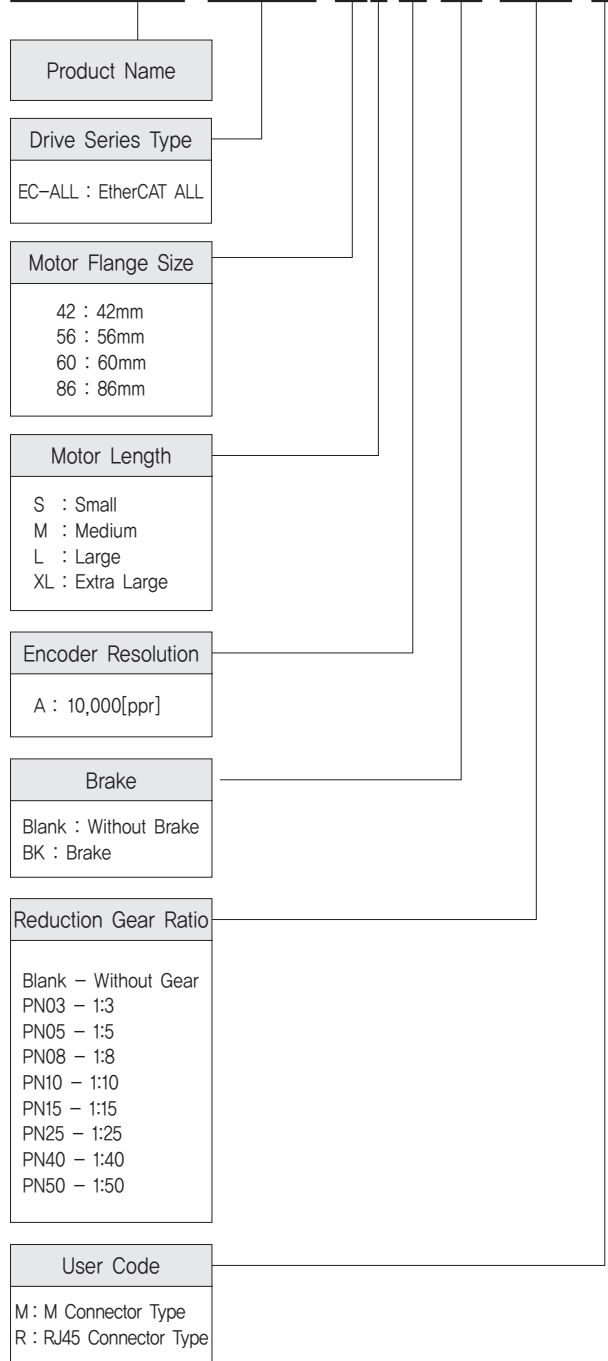 Product Name
Drive Series Type
EC-ALL : EtherCAT ALL
Motor Flange Size
42 : 42mm
56 : 56mm
60 : 60mm
86 : 86mm
Motor Length
S : Small
M : Medium
L : Large
XL : Extra Large
Encoder Resolution
A : 10,000[ppr]
Brake
Blank : Without Brake
BK : Brake
Reduction Gear Ratio
Blank - Without Gear
PN03 - 1:3
PN05 - 1:5
PN08 - 1:8
PN10 - 1:10
PN15 - 1:15
PN25 - 1:25
PN40 - 1:40
PN50 - 1:50
User Code
M : M Connector Type
R : RJ45 Connector Type